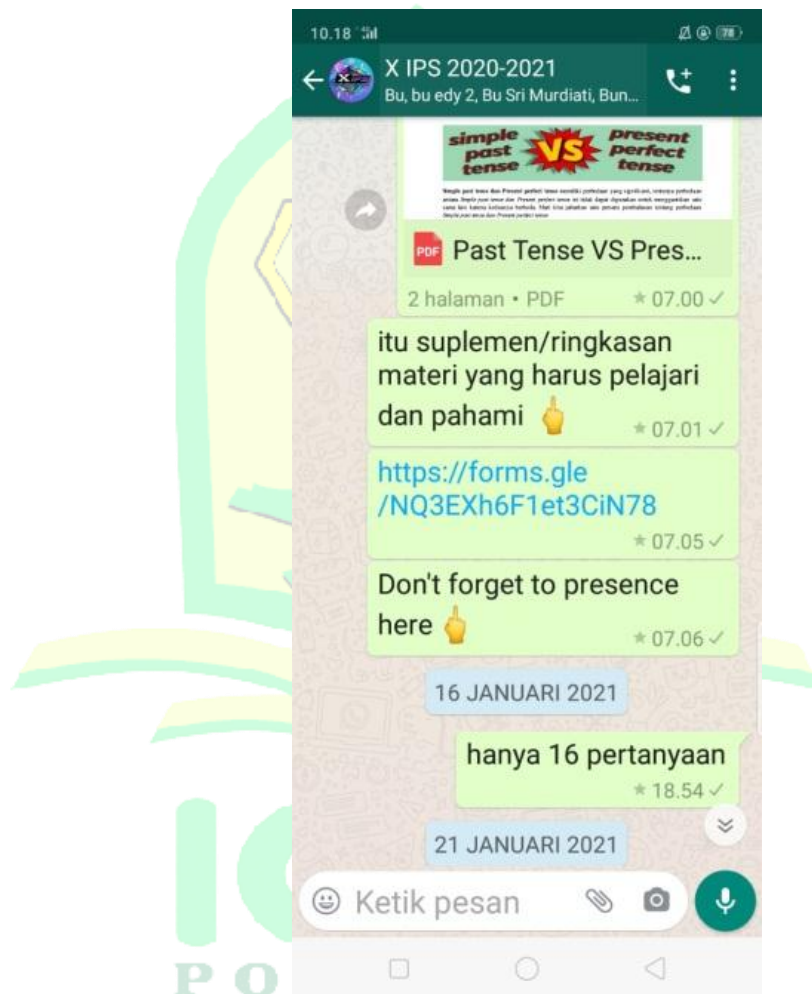 10.18
78
X IPS 2020-2021
Bu, bu edy 2, Bu Sri Murdiati, Bun...
simple present
past VS perfect
tense tense
PDF Past Tense VS Pres...
2 halaman • PDF 07.00
itu suplemen/ringkasan
materi yang harus pelajari
dan pahami 07.01
https://forms.gle
/NQ3EXh6F1et3CiN78
07.05
Don't forget to presence
here 07.06
16 JANUARI 2021
hanya 16 pertanyaan
18.54
21 JANUARI 2021
Ketik pesan
P O